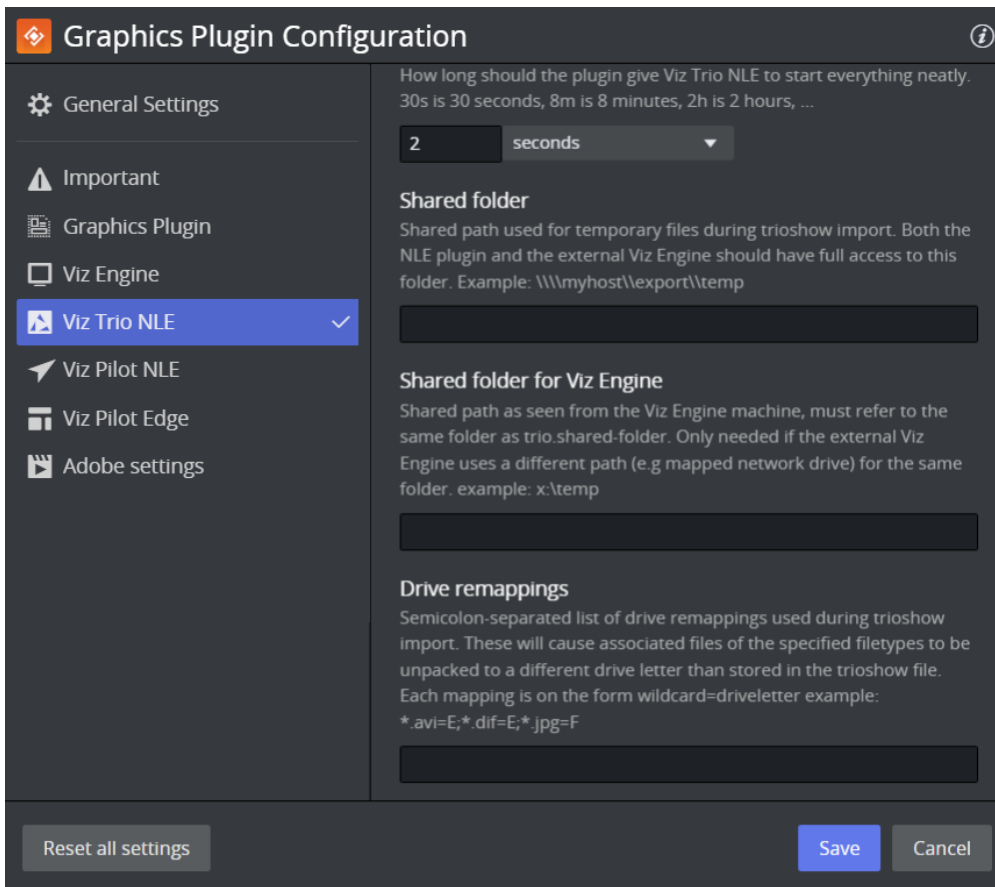 Graphics Plugin Configuration
General Settings
Important
Graphics Plugin
Viz Engine
Viz Trio NLE
Viz Pilot NLE
Viz Pilot Edge
Adobe settings
How long should the plugin give Viz Trio NLE to start everything neatly.
30s is 30 seconds, 8m is 8 minutes, 2h is 2 hours, ...
2 seconds
Shared folder
Shared path used for temporary files during trioshow import. Both the
NLE plugin and the external Viz Engine should have full access to this
folder. Example: \\\\myhost\\export\\temp
Shared folder for Viz Engine
Shared path as seen from the Viz Engine machine, must refer to the
same folder as trio.shared-folder. Only needed if the external Viz
Engine uses a different path (e.g mapped network drive) for the same
folder. example: x:\temp
Drive remappings
Semicolon-separated list of drive remappings used during trioshow
import. These will cause associated files of the specified filetypes to be
unpacked to a different drive letter than stored in the trioshow file.
Each mapping is on the form wildcard=driveletter example:
*.avi=E;*.dif=E;*.jpg=F
Reset all settings
Save
Cancel